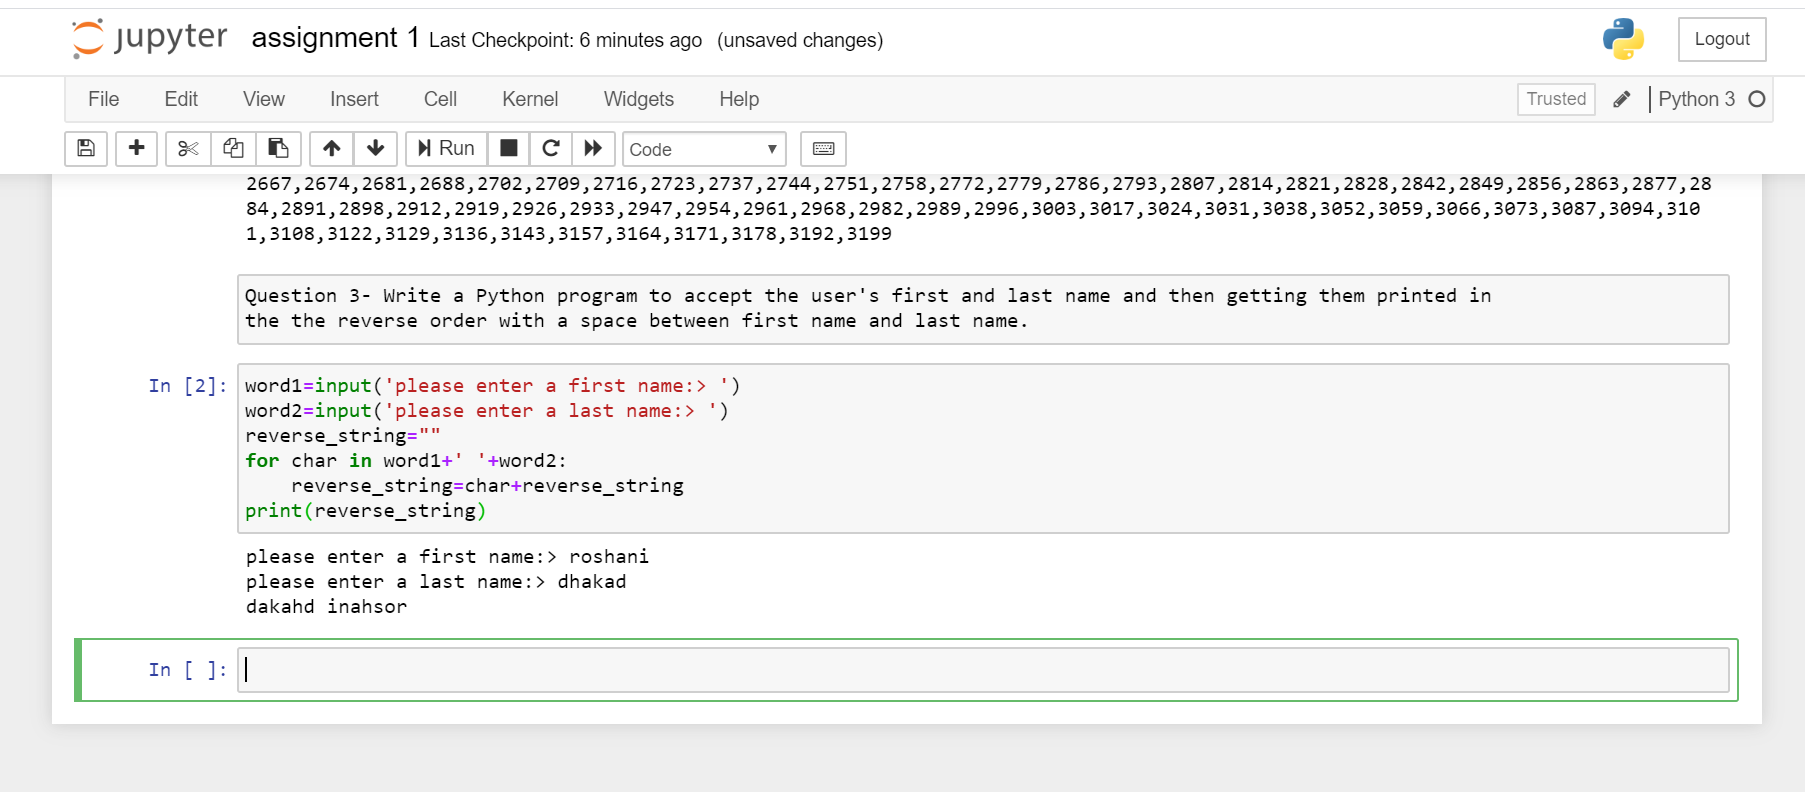 jupyter assignment 1 Last Checkpoint: 6 minutes ago (unsaved changes) Logout
File Edit View Insert Cell Kernel Widgets Help Trusted Python 3
Run Code
2667,2674,2681,2688,2702,2709,2716,2723,2737,2744,2751,2758,2772,2779,2786,2793,2807,2814,2821,2828,2842,2849,2856,2863,2877,28
84,2891,2898,2912,2919,2926,2933,2947,2954,2961,2968,2982,2989,2996,3003,3017,3024,3031,3038,3052,3059,3066,3073,3087,3094,310
1,3108,3122,3129,3136,3143,3157,3164,3171,3178,3192,3199
Question 3- Write a Python program to accept the user's first and last name and then getting them printed in
the the reverse order with a space between first name and last name.
In [2]: word1=input('please enter a first name:> ')
word2=input('please enter a last name:> ')
reverse_string=""
for char in word1+' '+word2:
    reverse_string=char+reverse_string
print(reverse_string)
please enter a first name:> roshani
please enter a last name:> dhakad
dakahd inahsor
In [ ]: